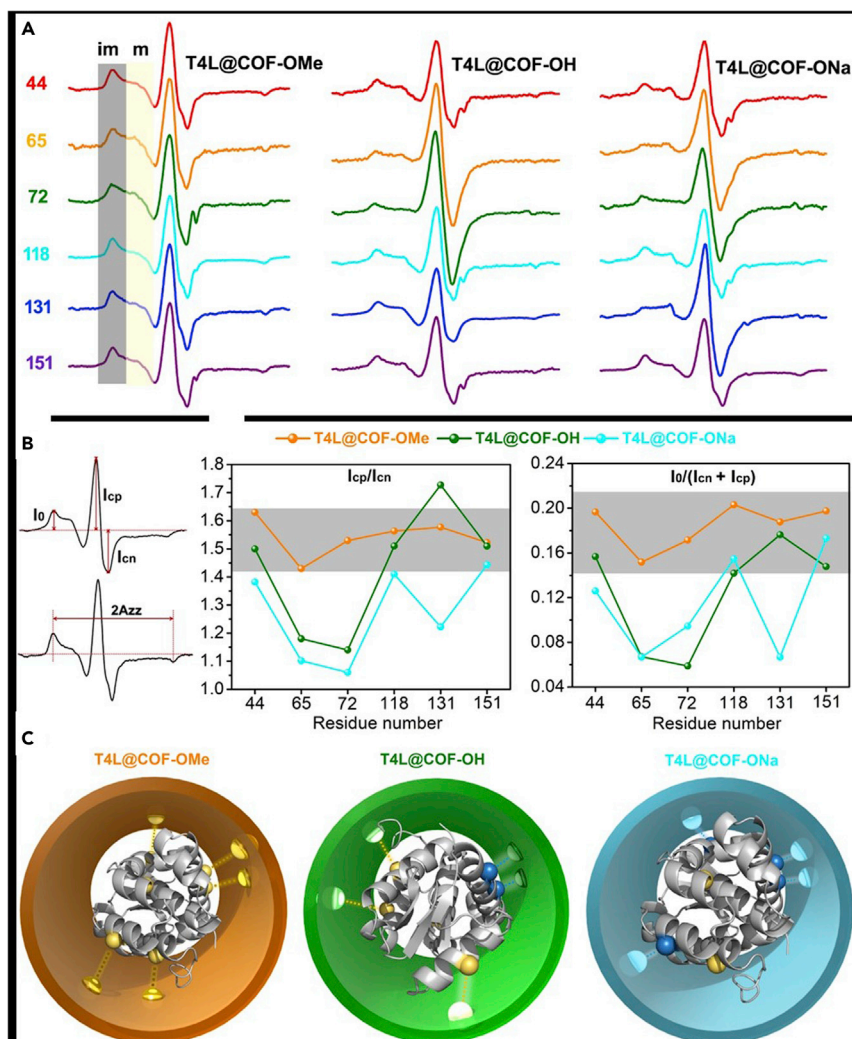 A
im m
T4L@COF-OMe
T4L@COF-OH
T4L@COF-ONa
44
65
72
118
131
151
B
T4L@COF-OMe T4L@COF-OH T4L@COF-ONa
I0
Icp
Icn
2Azz
Icp/Icn
1.8
1.7
1.6
1.5
1.4
1.3
1.2
1.1
1.0
44 65 72 118 131 151
Residue number
I0/(Icn + Icp)
0.24
0.20
0.16
0.12
0.08
0.04
44 65 72 118 131 151
Residue number
C
T4L@COF-OMe
T4L@COF-OH
T4L@COF-ONa